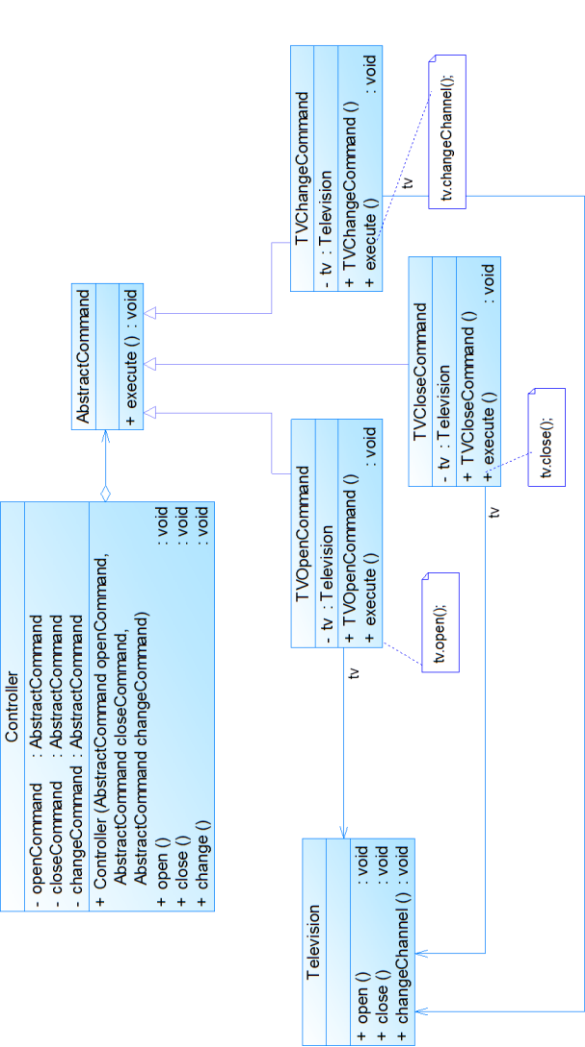 Controller
- openCommand : AbstractCommand
- closeCommand : AbstractCommand
- changeCommand : AbstractCommand
+ Controller (AbstractCommand openCommand,
AbstractCommand closeCommand,
AbstractCommand changeCommand)
+ open () : void
+ close () : void
+ change () : void
AbstractCommand
+ execute () : void
TVOpenCommand
- tv : Television
+ TVOpenCommand ()
+ execute () : void
TVCloseCommand
- tv : Television
+ TVCloseCommand ()
+ execute () : void
TVChangeCommand
- tv : Television
+ TVChangeCommand ()
+ execute () : void
tv
tv
tv
tv.open();
tv.close();
tv.changeChannel();
Television
+ open () : void
+ close () : void
+ changeChannel () : void